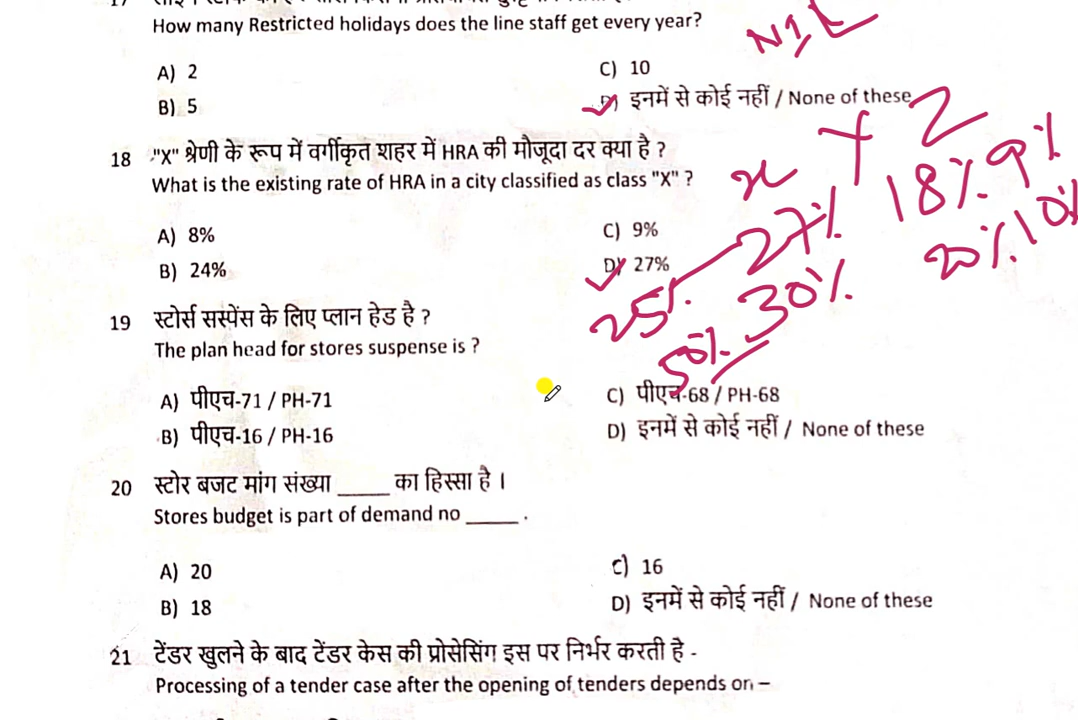 How many Restricted holidays does the line staff get every year?
NIL
A) 2
C) 10
B) 5
D) इनमें से कोई नहीं / None of these
18 "X" श्रेणी के रूप में वर्गीकृत शहर में HRA की मौजूदा दर क्या है ?
What is the existing rate of HRA in a city classified as class "X" ?
x Y Z
27% 18% 9%
A) 8%
C) 9%
B) 24%
D) 27%
25% 30% 20% 10%
50%
19 स्टोर्स सस्पेंस के लिए प्लान हेड है ?
The plan head for stores suspense is ?
A) पीएच-71 / PH-71
C) पीएच-68 / PH-68
B) पीएच-16 / PH-16
D) इनमें से कोई नहीं / None of these
20 स्टोर बजट मांग संख्या _____ का हिस्सा है ।
Stores budget is part of demand no _____ .
A) 20
C) 16
B) 18
D) इनमें से कोई नहीं / None of these
21 टेंडर खुलने के बाद टेंडर केस की प्रोसेसिंग इस पर निर्भर करती है -
Processing of a tender case after the opening of tenders depends on –